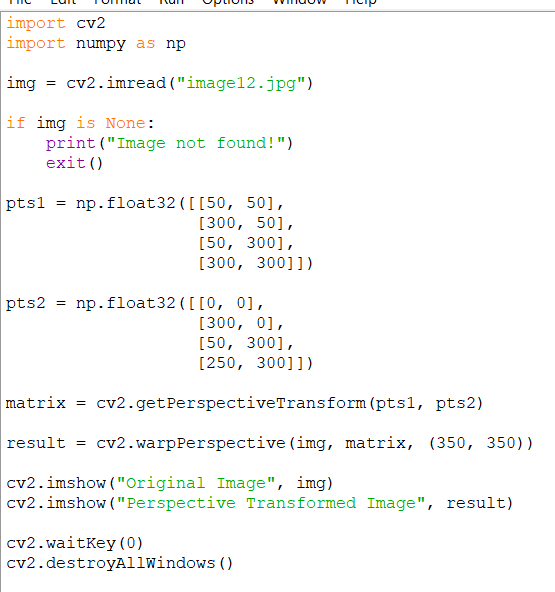 File Edit Format Run Options Window Help
import cv2
import numpy as np
img = cv2.imread("image12.jpg")
if img is None:
    print("Image not found!")
    exit()
pts1 = np.float32([[50, 50],
                   [300, 50],
                   [50, 300],
                   [300, 300]])
pts2 = np.float32([[0, 0],
                   [300, 0],
                   [50, 300],
                   [250, 300]])
matrix = cv2.getPerspectiveTransform(pts1, pts2)
result = cv2.warpPerspective(img, matrix, (350, 350))
cv2.imshow("Original Image", img)
cv2.imshow("Perspective Transformed Image", result)
cv2.waitKey(0)
cv2.destroyAllWindows()